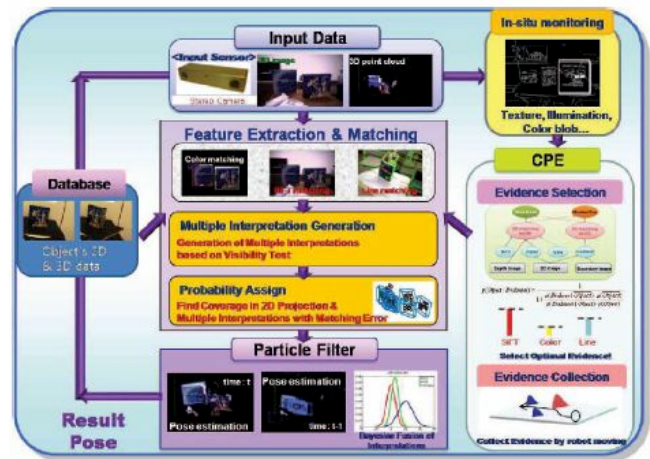 Input Data
<Input Sensor>
Stereo Camera
3D point cloud
In-situ monitoring
Texture, Illumination,
Color blob...
Feature Extraction & Matching
Color matching
Line matching
Database
Object's 2D
& 3D data
Multiple Interpretation Generation
Generation of Multiple Interpretations
based on Visibility Test
Probability Assign
Find Coverage in 2D Projection &
Multiple Interpretations with Matching Error
CPE
Evidence Selection
SIFT
Color
Line
Select Optimal Evidence!
Evidence Collection
Collect Evidence by robot moving
Particle Filter
time : t
Pose estimation
Pose estimation
time : t-1
Bayesian Fusion of
Interpretations
Result
Pose